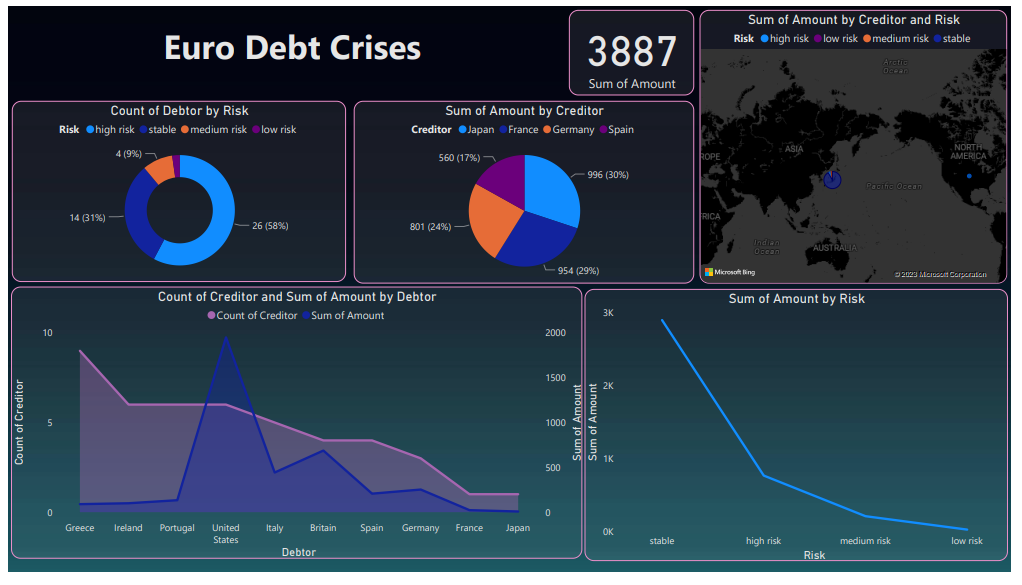 Euro Debt Crises
3887
Sum of Amount
Sum of Amount by Creditor and Risk
Risk high risk low risk medium risk stable
Arctic
Ocean
ROPE
ASIA
NORTH
AMERICA
Pacific Ocean
FRICA
Indian
Ocean
AUSTRALIA
Microsoft Bing
© 2023 Microsoft Corporation
Count of Debtor by Risk
Risk high risk stable medium risk low risk
4 (9%)
14 (31%)
26 (58%)
Sum of Amount by Creditor
Creditor Japan France Germany Spain
560 (17%)
996 (30%)
801 (24%)
954 (29%)
Count of Creditor and Sum of Amount by Debtor
Count of Creditor Sum of Amount
Count of Creditor
10
5
0
2000
1500
1000
500
0
Sum of Amount
Greece Ireland Portugal United States Italy Britain Spain Germany France Japan
Debtor
Sum of Amount by Risk
Sum of Amount
3K
2K
1K
0K
stable high risk medium risk low risk
Risk